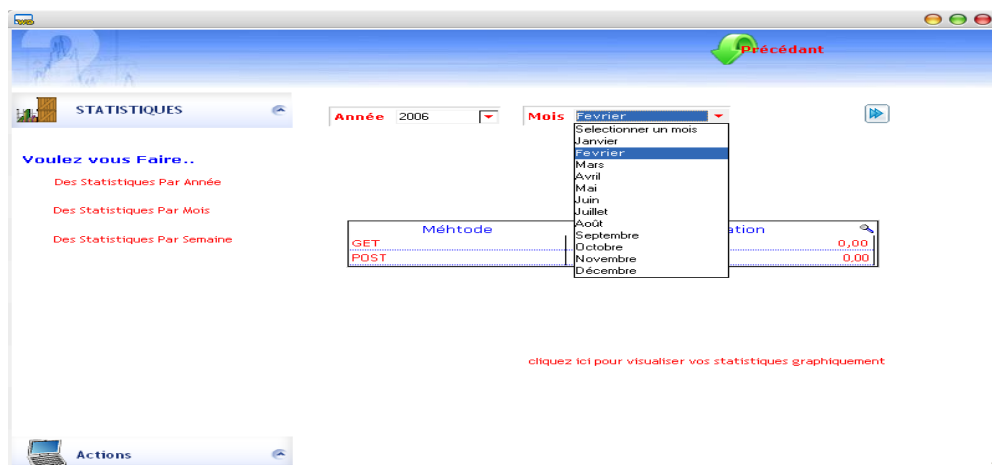 Précédant
STATISTIQUES
Année 2006
Mois Fevrier
Selectionner un mois
Janvier
Fevrier
Mars
Avril
Mai
Juin
Juillet
Août
Septembre
Octobre
Novembre
Décembre
Voulez vous Faire..
Des Statistiques Par Année
Des Statistiques Par Mois
Des Statistiques Par Semaine
Méhtode
GET 0,00
POST 0,00
cliquez ici pour visualiser vos statistiques graphiquement
Actions